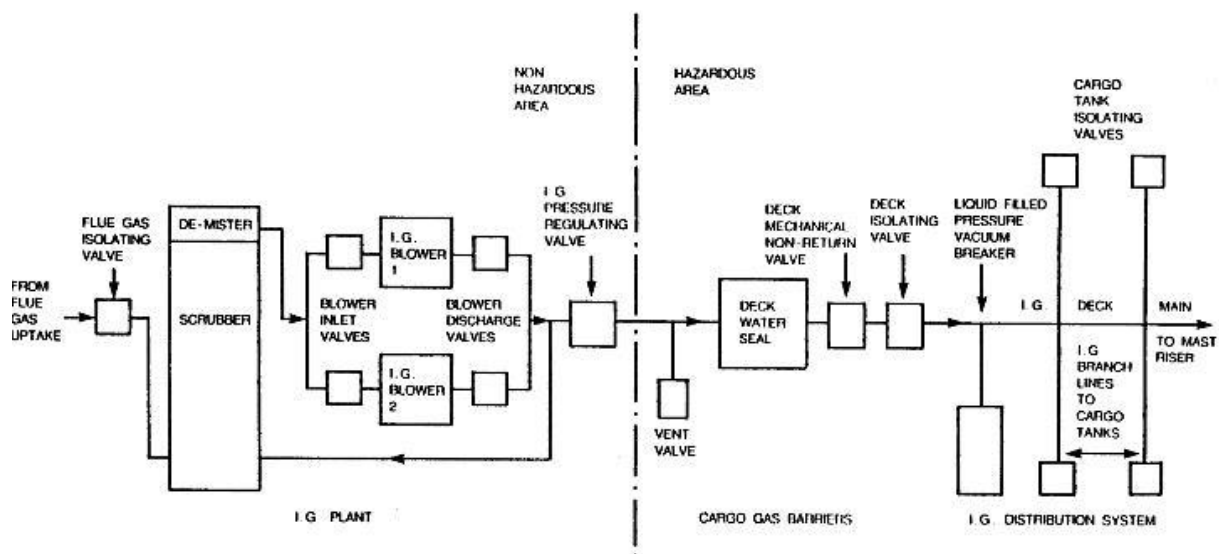 NON
HAZARDOUS
AREA
HAZARDOUS
AREA
CARGO
TANK
ISOLATING
VALVES
FLUE GAS
ISOLATING
VALVE
DE-MISTER
I.G.
BLOWER
1
I.G.
PRESSURE
REGULATING
VALVE
DECK
MECHANICAL
NON-RETURN
VALVE
DECK
ISOLATING
VALVE
LIQUID FILLED
PRESSURE
VACUUM
BREAKER
FROM
FLUE
GAS
UPTAKE
SCRUBBER
BLOWER
INLET
VALVES
BLOWER
DISCHARGE
VALVES
DECK
WATER
SEAL
I.G. DECK MAIN
TO MAST
RISER
I.G.
BLOWER
2
VENT
VALVE
I.G
BRANCH
LINES
TO
CARGO
TANKS
I.G. PLANT
CARGO GAS BARRIERS
I.G. DISTRIBUTION SYSTEM